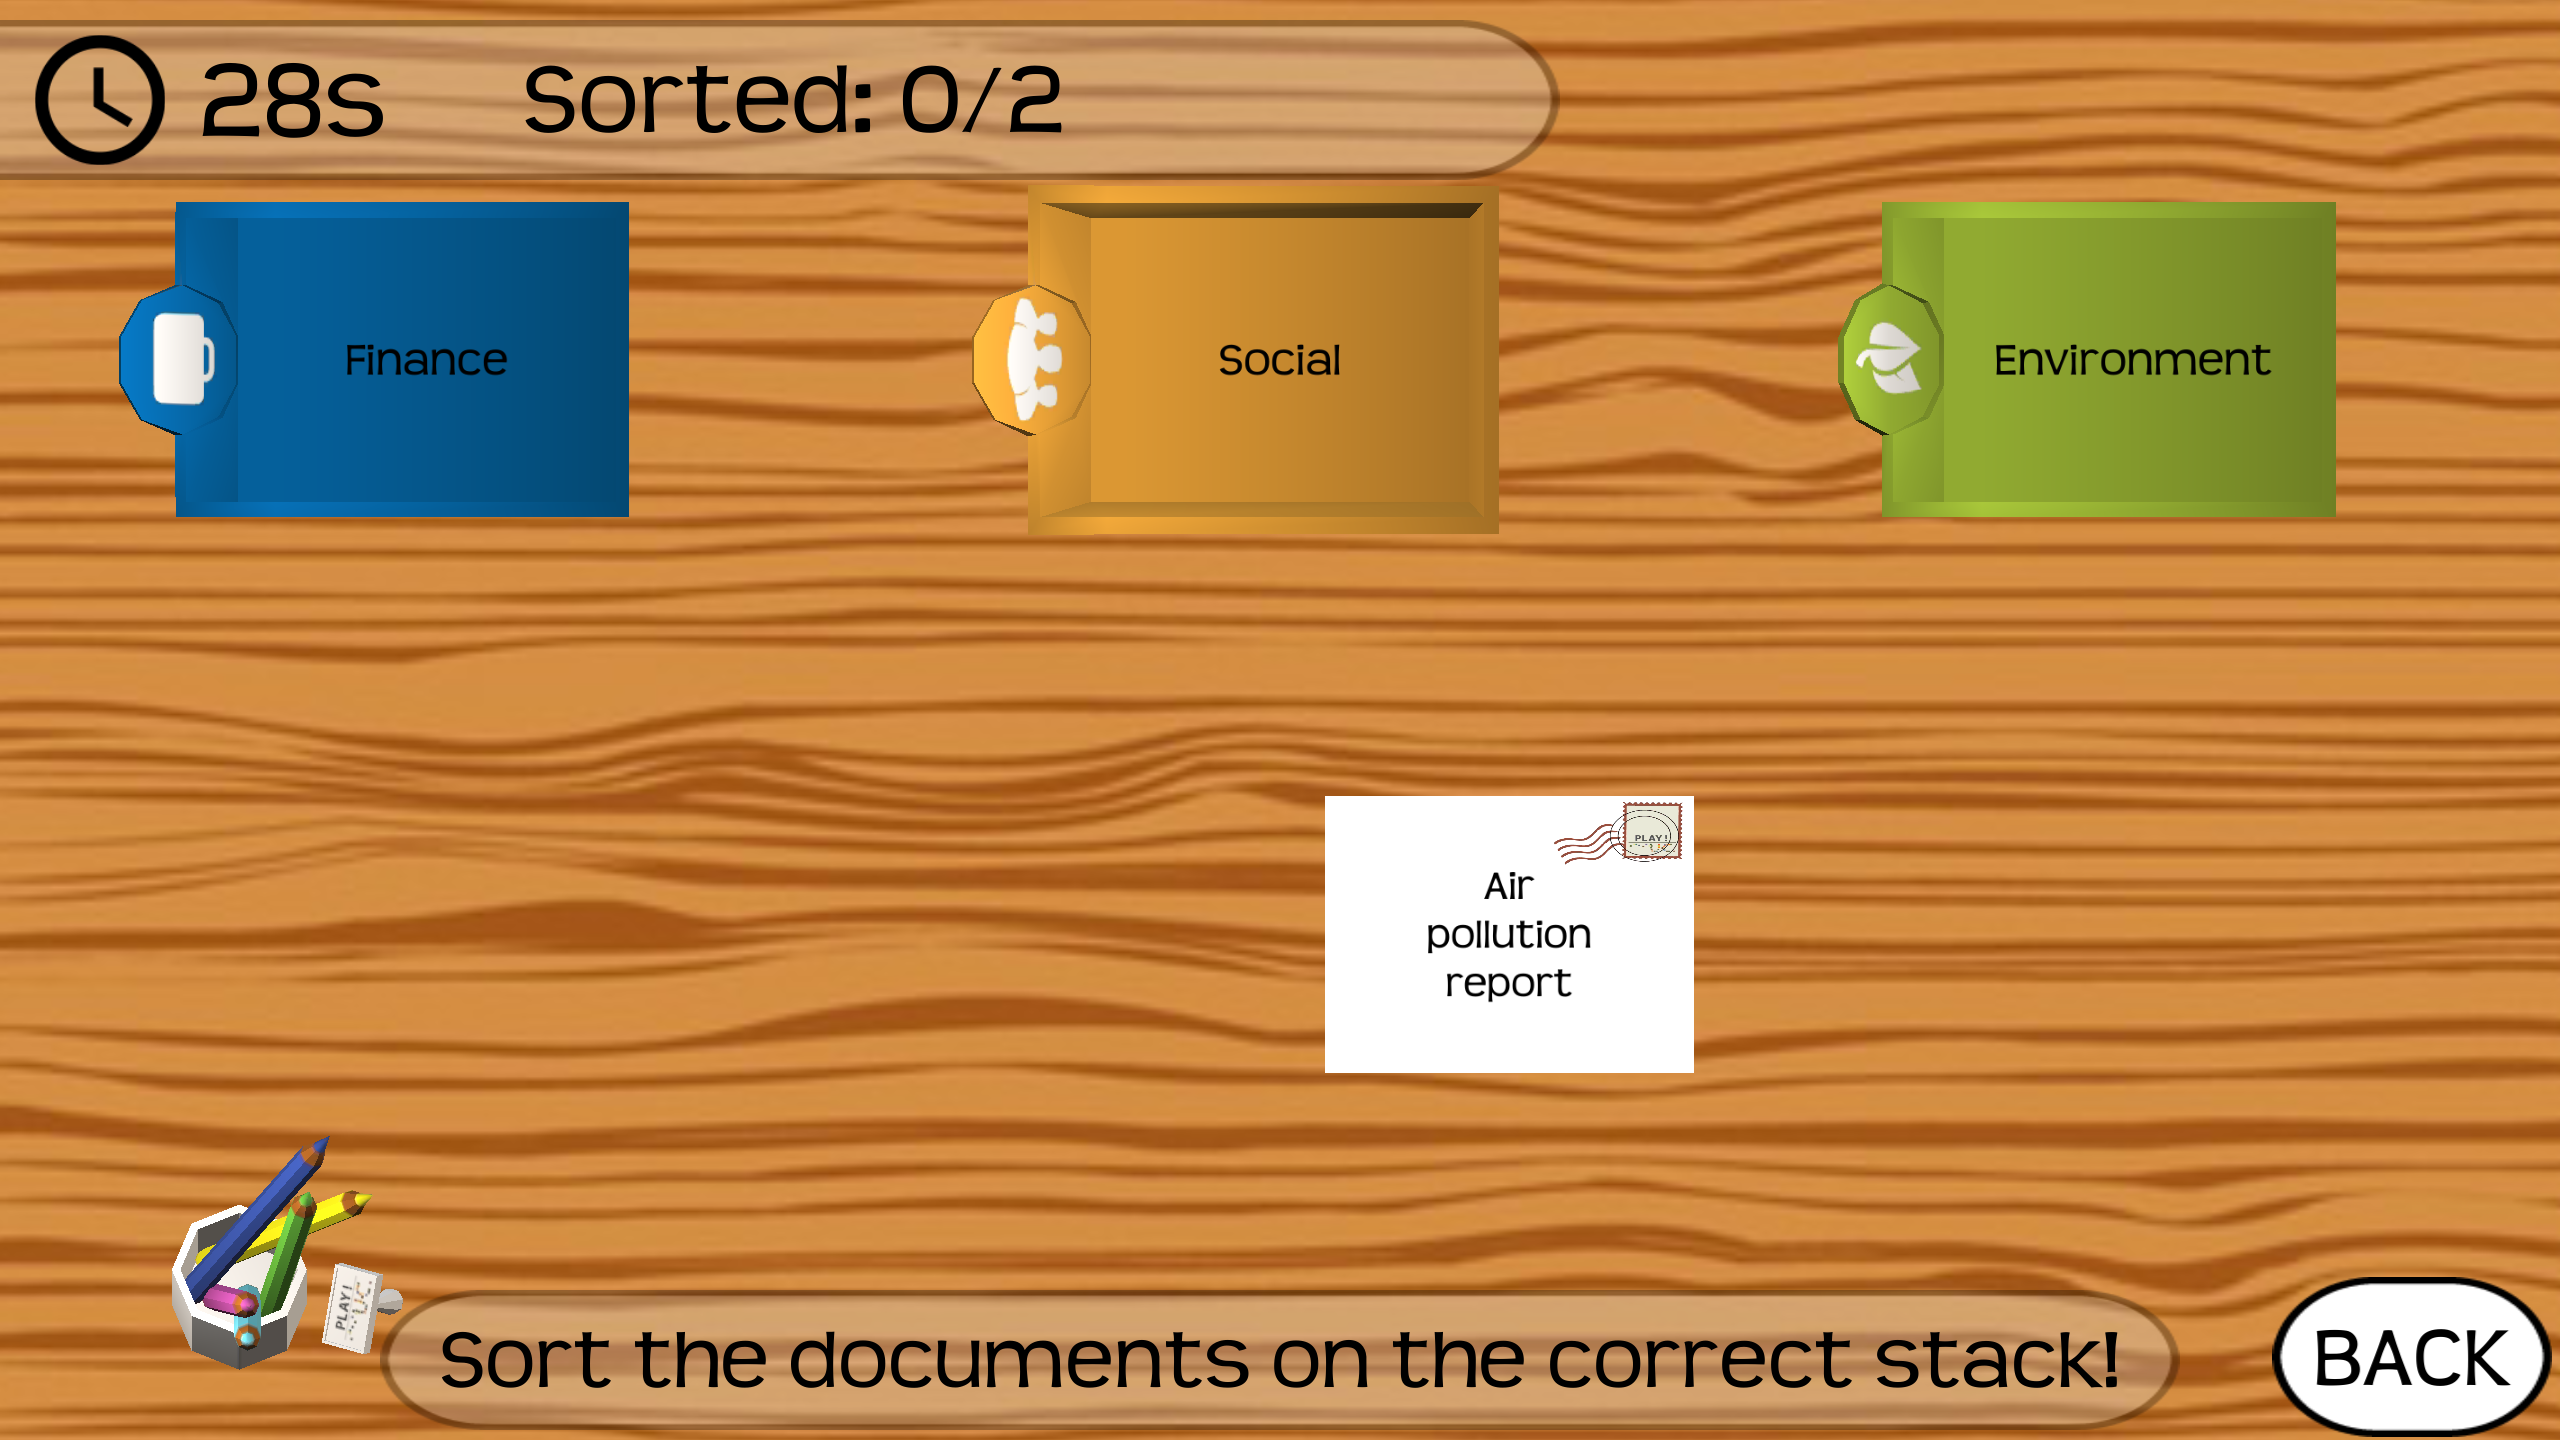 28s
Sorted: 0/2
Finance
Social
Environment
PLAY!
Air
pollution
report
PLAY!
Sort the documents on the correct stack!
BACK